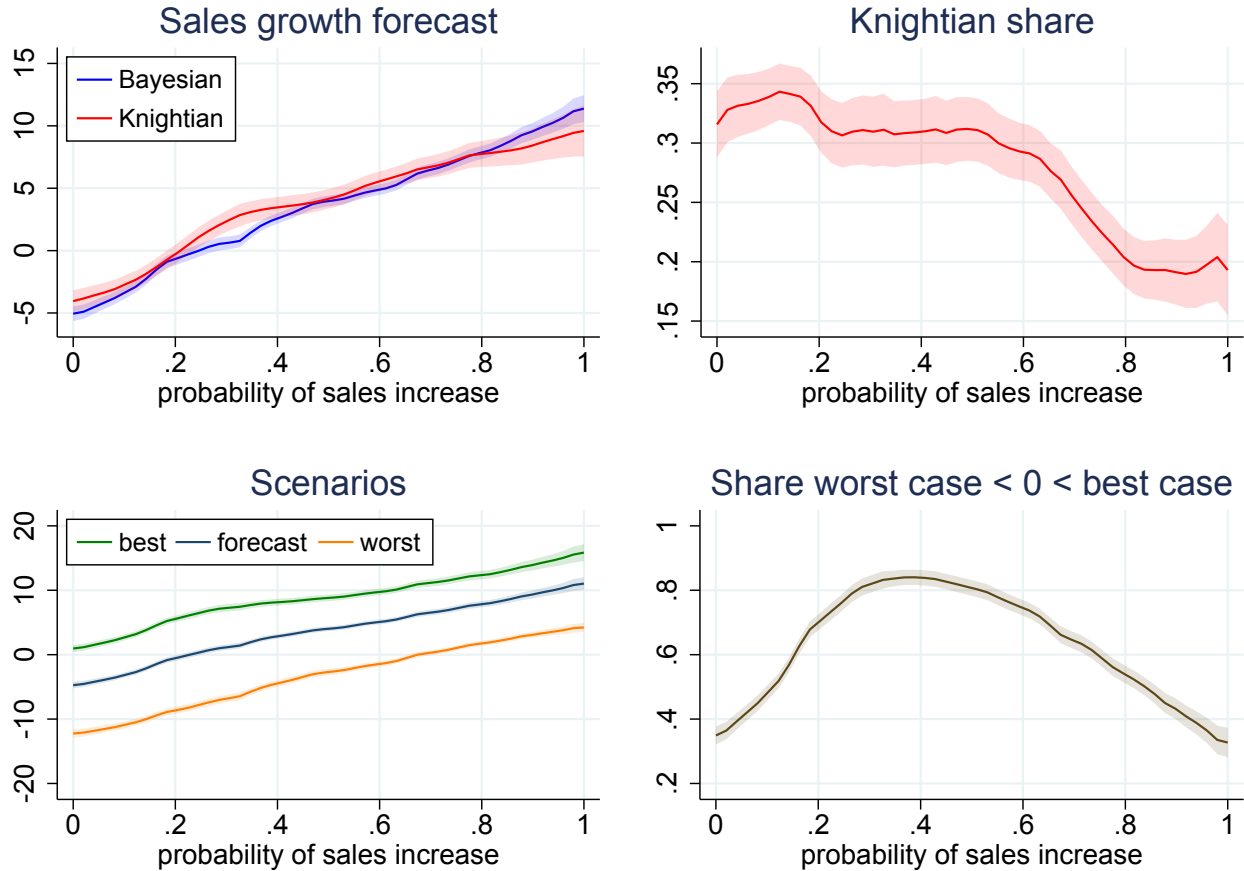 Sales growth forecast
15
10
5
0
-5
Bayesian
Knightian
0 .2 .4 .6 .8 1
probability of sales increase
Knightian share
.35
.3
.25
.2
.15
0 .2 .4 .6 .8 1
probability of sales increase
Scenarios
20
10
0
-10
-20
best forecast worst
0 .2 .4 .6 .8 1
probability of sales increase
Share worst case < 0 < best case
1
.8
.6
.4
.2
0 .2 .4 .6 .8 1
probability of sales increase